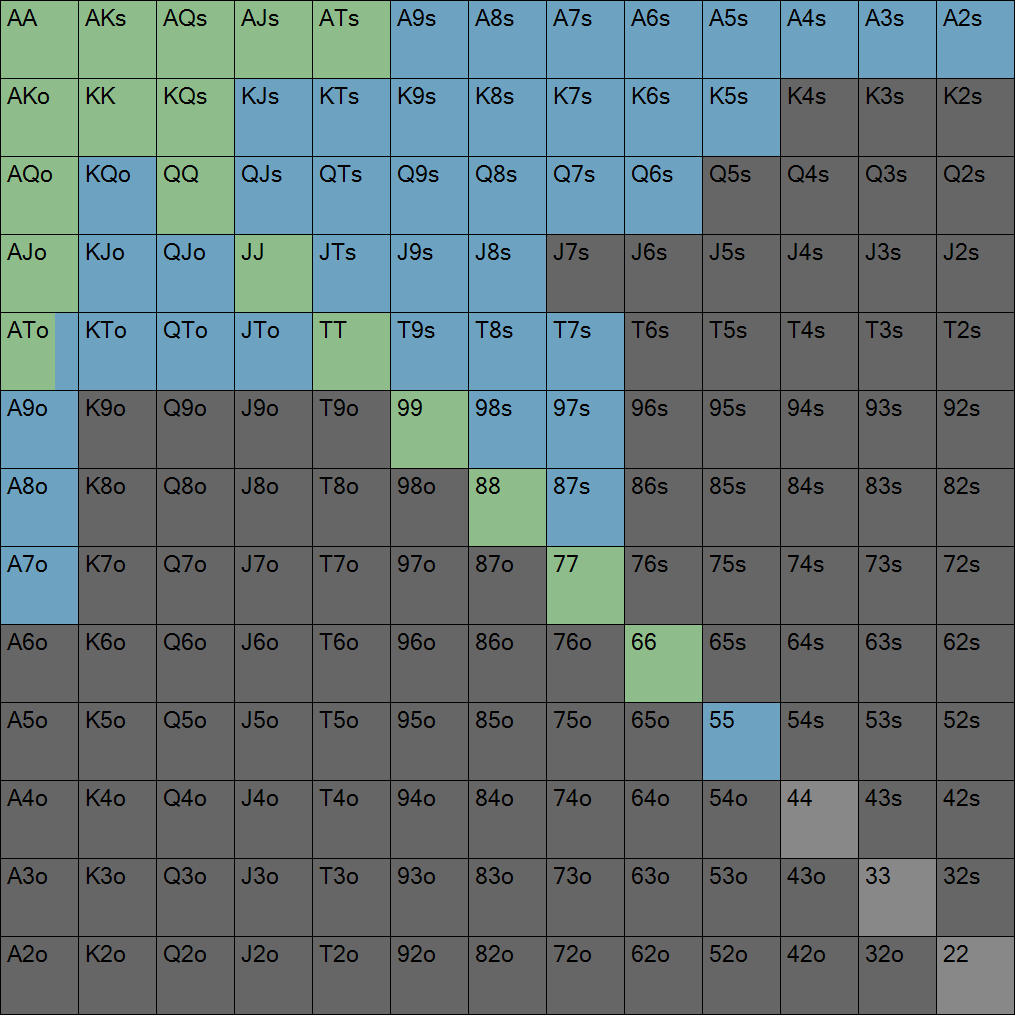 AA AKs AQs AJs ATs A9s A8s A7s A6s A5s A4s A3s A2s
AKo KK KQs KJs KTs K9s K8s K7s K6s K5s K4s K3s K2s
AQo KQo QQ QJs QTs Q9s Q8s Q7s Q6s Q5s Q4s Q3s Q2s
AJo KJo QJo JJ JTs J9s J8s J7s J6s J5s J4s J3s J2s
ATo KTo QTo JTo TT T9s T8s T7s T6s T5s T4s T3s T2s
A9o K9o Q9o J9o T9o 99 98s 97s 96s 95s 94s 93s 92s
A8o K8o Q8o J8o T8o 98o 88 87s 86s 85s 84s 83s 82s
A7o K7o Q7o J7o T7o 97o 87o 77 76s 75s 74s 73s 72s
A6o K6o Q6o J6o T6o 96o 86o 76o 66 65s 64s 63s 62s
A5o K5o Q5o J5o T5o 95o 85o 75o 65o 55 54s 53s 52s
A4o K4o Q4o J4o T4o 94o 84o 74o 64o 54o 44 43s 42s
A3o K3o Q3o J3o T3o 93o 83o 73o 63o 53o 43o 33 32s
A2o K2o Q2o J2o T2o 92o 82o 72o 62o 52o 42o 32o 22